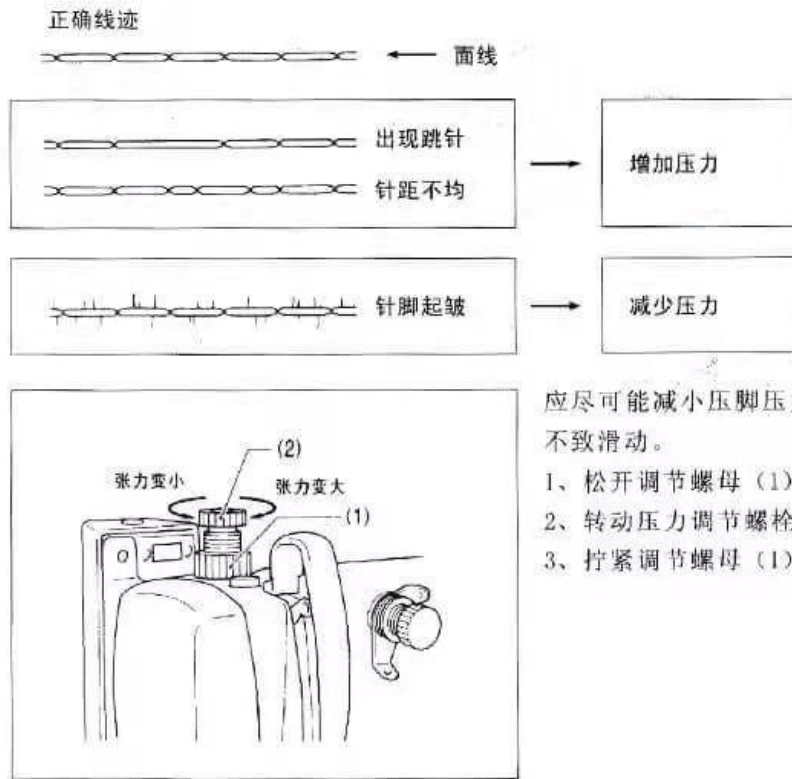 正确线迹
面线
出现跳针
增加压力
针距不均
针脚起皱
减少压力
应尽可能减小压脚压
不致滑动。
1、松开调节螺母（1）
2、转动压力调节螺栓
3、拧紧调节螺母（1）
(2)
张力变小
张力变大
(1)